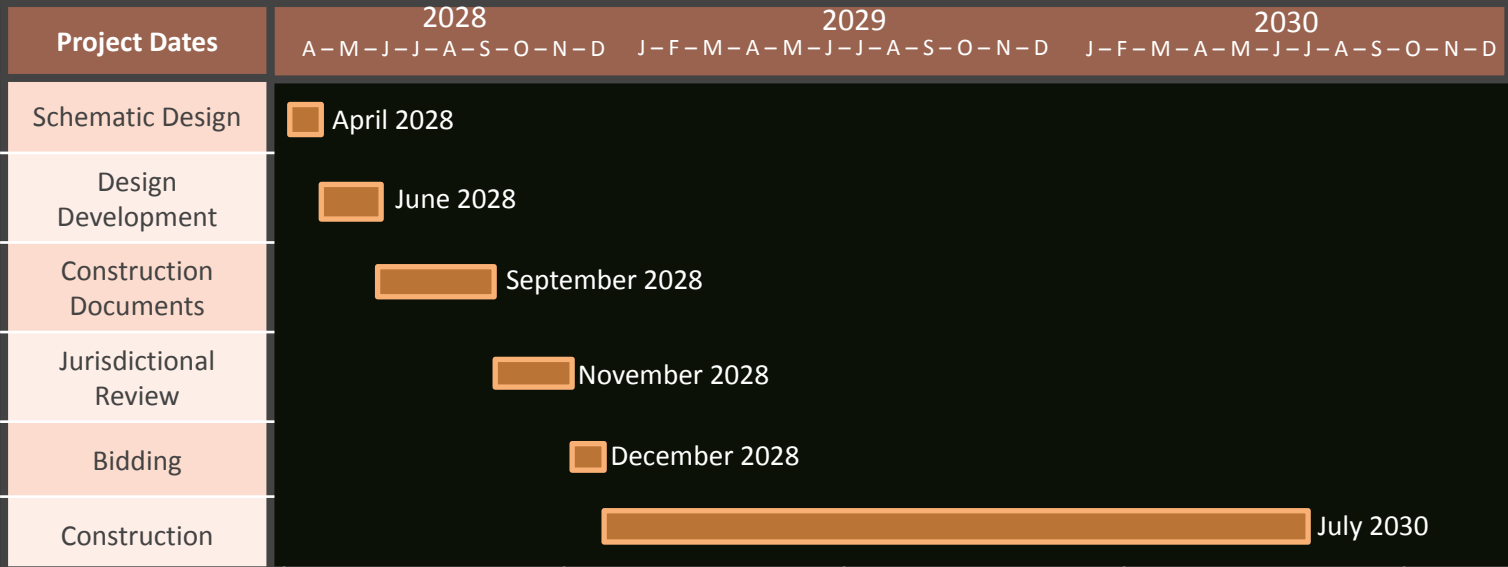 Project Dates
2028
2029
2030
A – M – J – J – A – S – O – N – D
J – F – M – A – M – J – J – A – S – O – N – D
J – F – M – A – M – J – J – A – S – O – N – D
Schematic Design
April 2028
Design
Development
June 2028
Construction
Documents
September 2028
Jurisdictional
Review
November 2028
Bidding
December 2028
Construction
July 2030